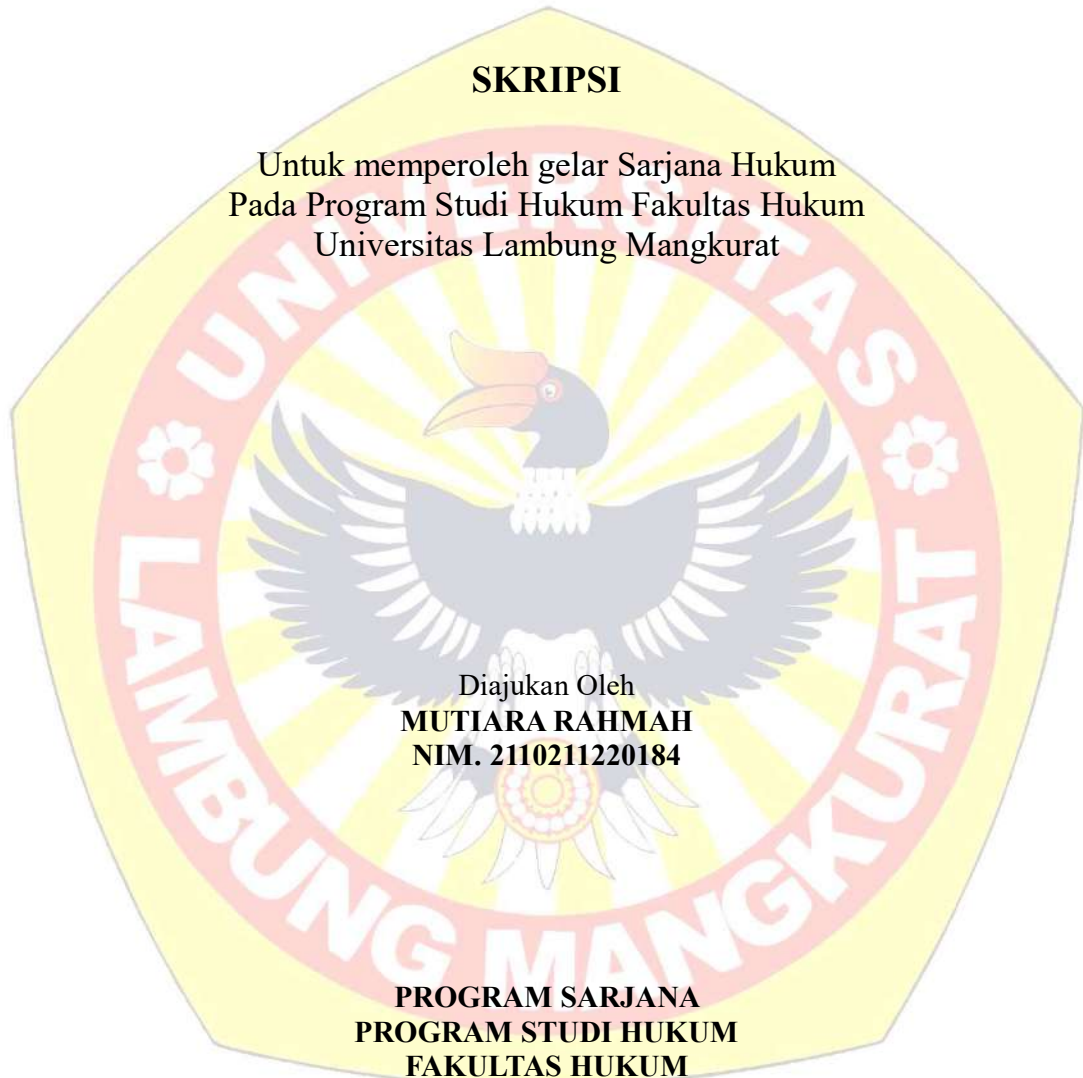 SKRIPSI
Untuk memperoleh gelar Sarjana Hukum
Pada Program Studi Hukum Fakultas Hukum
Universitas Lambung Mangkurat
UNIVERSITAS
LAMBUNG MANGKURAT
Diajukan Oleh
MUTIARA RAHMAH
NIM. 2110211220184
PROGRAM SARJANA
PROGRAM STUDI HUKUM
FAKULTAS HUKUM